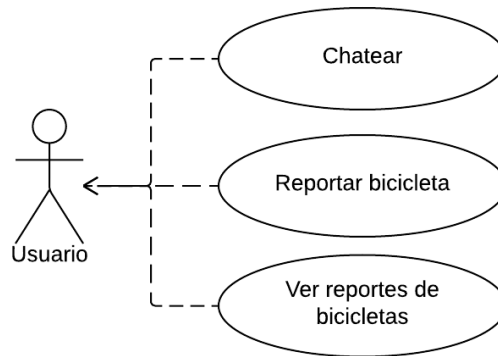 Chatear
Reportar bicicleta
Usuario
Ver reportes de
bicicletas